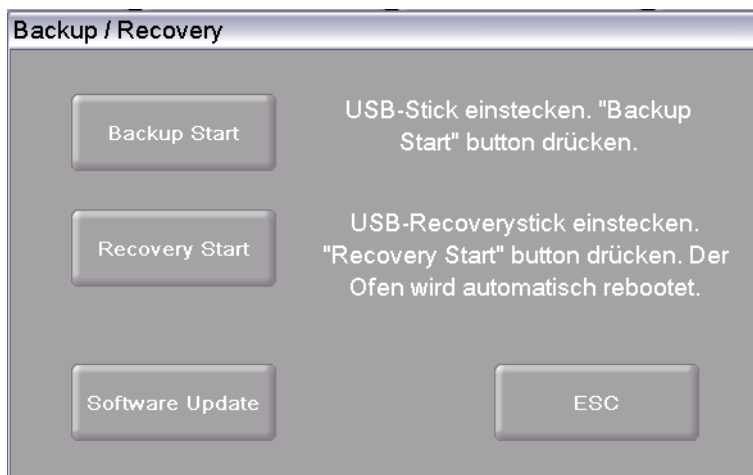 Backup / Recovery
Backup Start
USB-Stick einstecken. "Backup
Start" button drücken.
Recovery Start
USB-Recoverystick einstecken.
"Recovery Start" button drücken. Der
Ofen wird automatisch rebootet.
Software Update
ESC